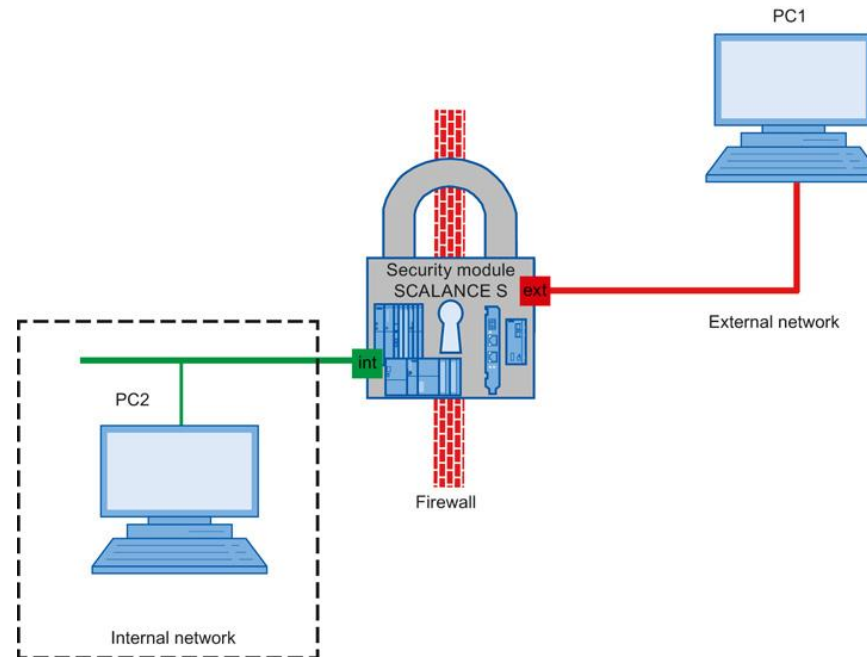 PC1
Security module
SCALANCE S
ext
External network
int
PC2
Firewall
Internal network